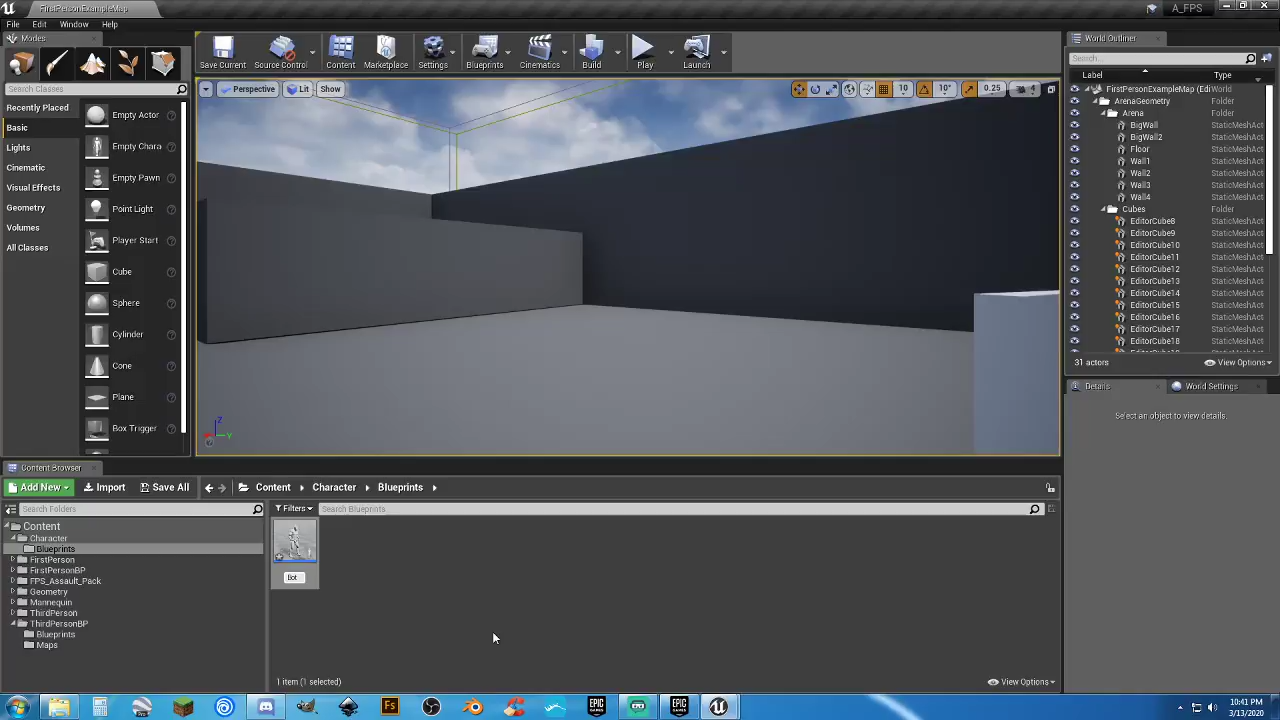 FirstPersonExampleMap
A_FPS
File Edit Window Help
Modes
Search Classes
Recently Placed
Basic
Lights
Cinematic
Visual Effects
Geometry
Volumes
All Classes
Empty Actor
Empty Chara
Empty Pawn
Point Light
Player Start
Cube
Sphere
Cylinder
Cone
Plane
Box Trigger
Save Current Source Control Content Marketplace Settings Blueprints Cinematics Build Play Launch
Perspective Lit Show
10 10° 0.25 4
Z
Y
World Outliner
Search...
Label Type
FirstPersonExampleMap (Edi World
ArenaGeometry Folder
Arena Folder
BigWall StaticMeshAct
BigWall2 StaticMeshAct
Floor StaticMeshAct
Wall1 StaticMeshAct
Wall2 StaticMeshAct
Wall3 StaticMeshAct
Wall4 StaticMeshAct
Cubes Folder
EditorCube8 StaticMeshAct
EditorCube9 StaticMeshAct
EditorCube10 StaticMeshAct
EditorCube11 StaticMeshAct
EditorCube12 StaticMeshAct
EditorCube13 StaticMeshAct
EditorCube14 StaticMeshAct
EditorCube15 StaticMeshAct
EditorCube16 StaticMeshAct
EditorCube17 StaticMeshAct
EditorCube18 StaticMeshAct
31 actors View Options
Details World Settings
Select an object to view details.
Content Browser
Add New Import Save All Content Character Blueprints
Search Folders
Filters Search Blueprints
Content
Character
Blueprints
FirstPerson
FirstPersonBP
FPS_Assault_Pack
Geometry
Mannequin
ThirdPerson
ThirdPersonBP
Blueprints
Maps
Bot
1 item (1 selected) View Options
Pro
Fs
EPIC
GAMES
EPIC
GAMES
10:41 PM
3/13/2020